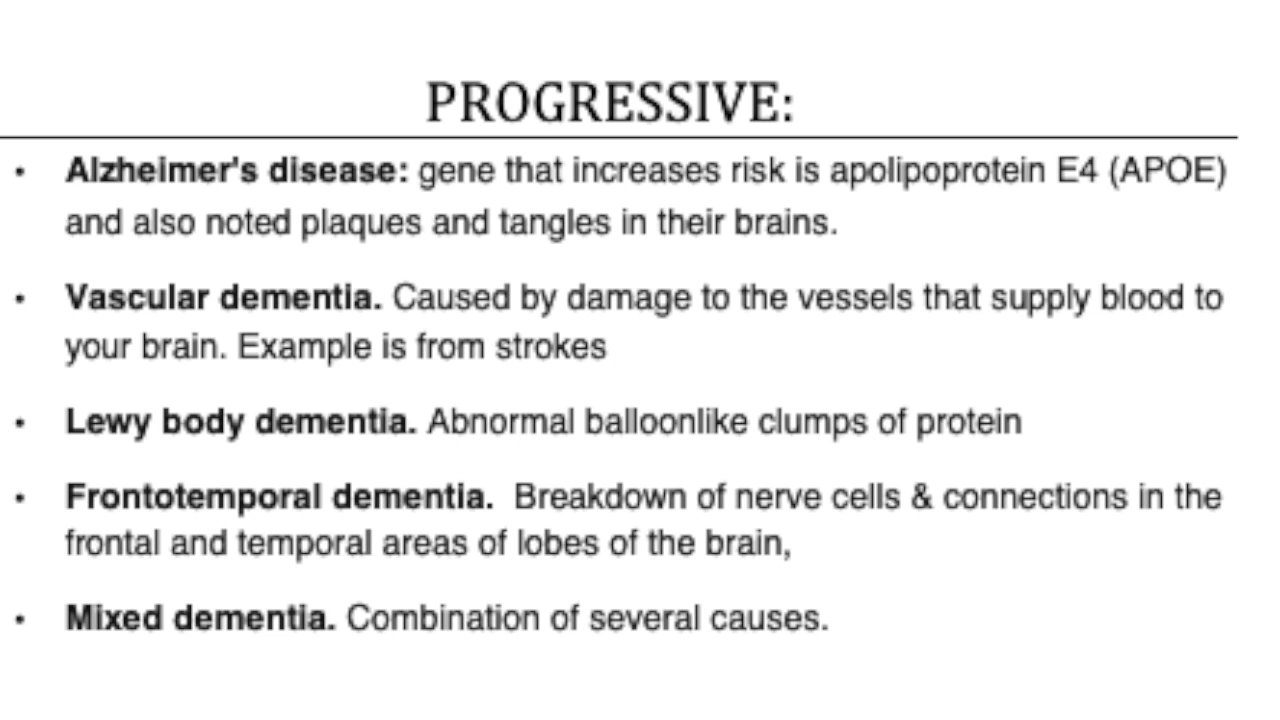 PROGRESSIVE:
• Alzheimer's disease: gene that increases risk is apolipoprotein E4 (APOE)
and also noted plaques and tangles in their brains.
• Vascular dementia. Caused by damage to the vessels that supply blood to
your brain. Example is from strokes
• Lewy body dementia. Abnormal balloonlike clumps of protein
• Frontotemporal dementia.  Breakdown of nerve cells & connections in the
frontal and temporal areas of lobes of the brain,
• Mixed dementia. Combination of several causes.